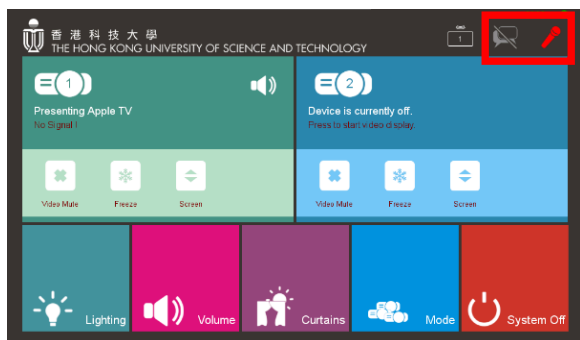 香港科技大學
THE HONG KONG UNIVERSITY OF SCIENCE AND TECHNOLOGY
1
1
Presenting Apple TV
No Signal !
Video Mute
Freeze
Screen
2
Device is currently off.
Press to start video display.
Video Mute
Freeze
Screen
Lighting
Volume
Curtains
Mode
System Off